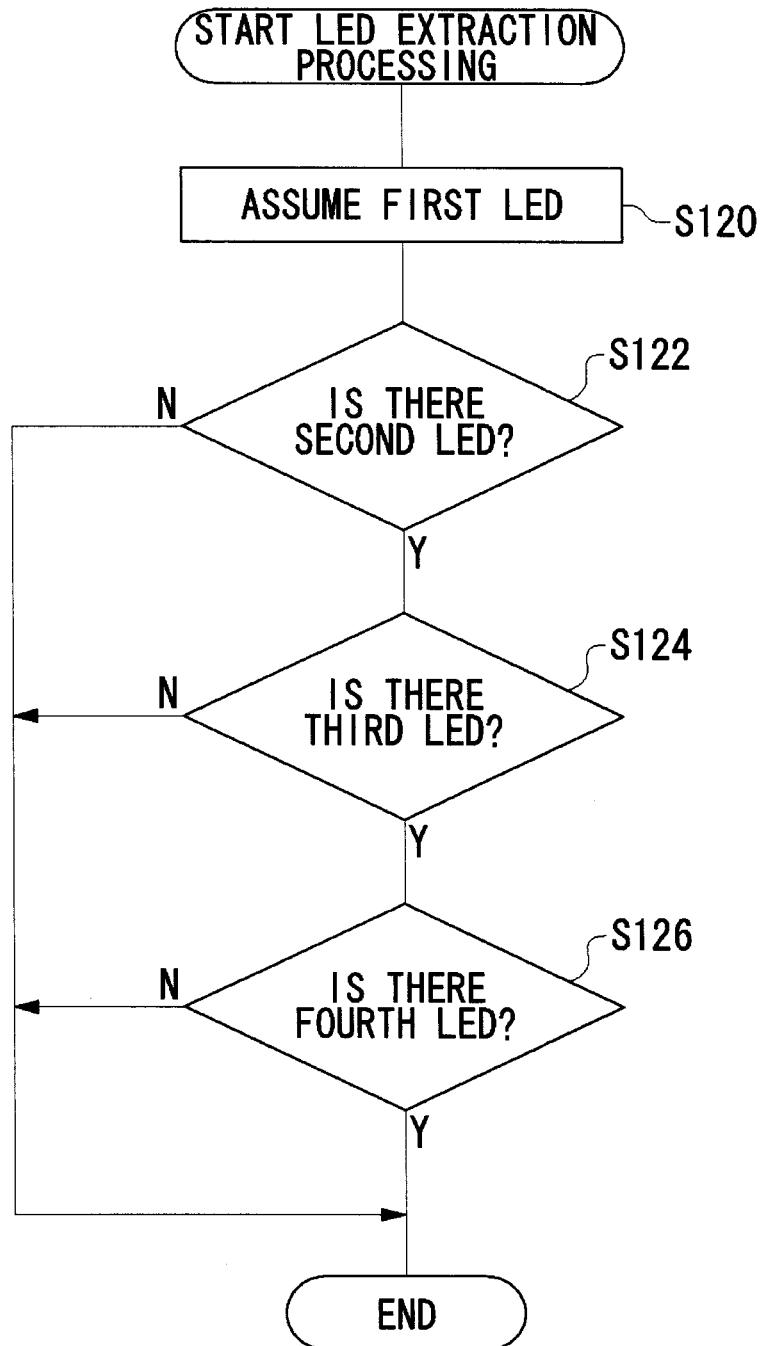 START LED EXTRACTION
PROCESSING
ASSUME FIRST LED
S120
S122
N
IS THERE
SECOND LED?
Y
S124
N
IS THERE
THIRD LED?
Y
S126
N
IS THERE
FOURTH LED?
Y
END